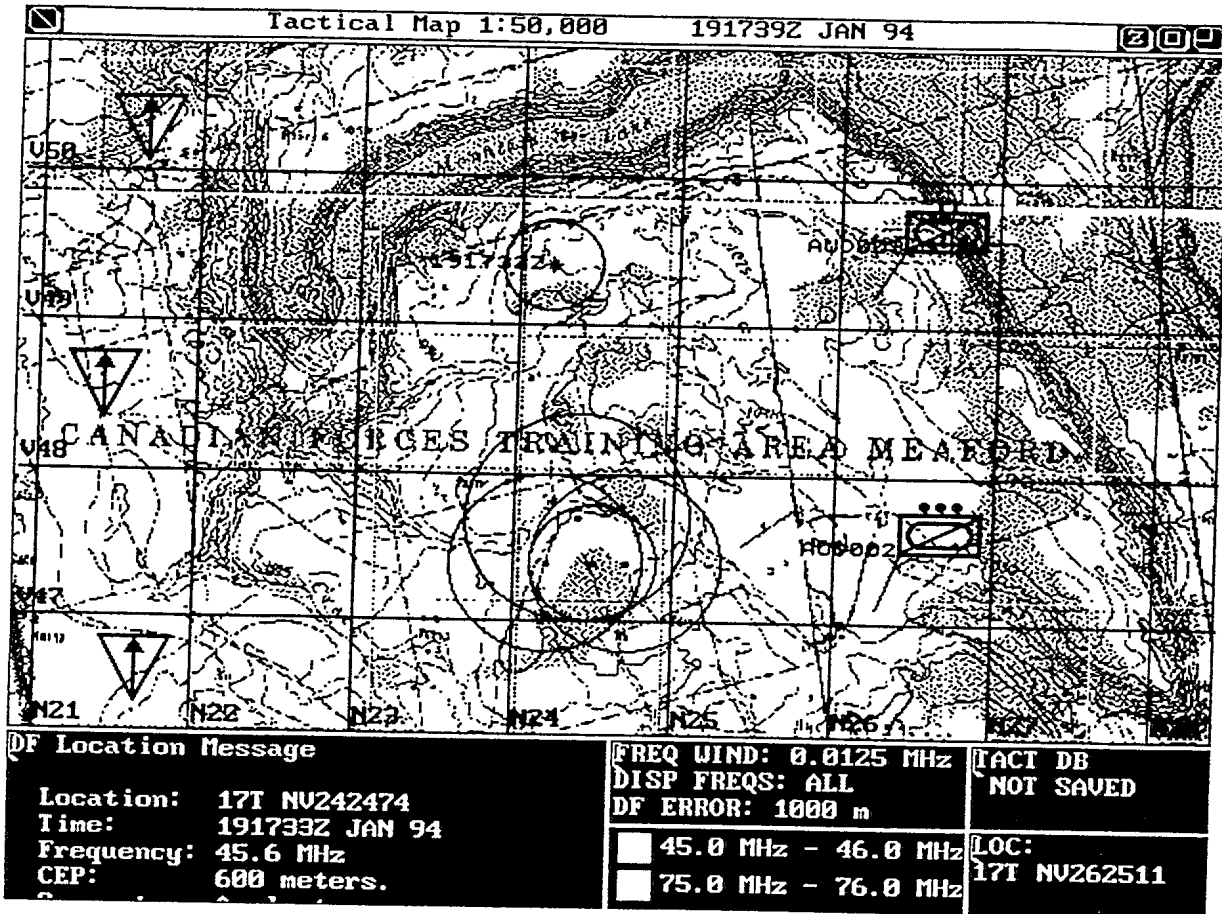 Tactical Map 1:50,000 191739Z JAN 94
V50
V49
191732Z
CANADIAN FORCES TRAINING AREA MEAFORD
V48
AOD002
V47
N21 N22 N23 N24 N25 N26 N27
DF Location Message
Location: 17T NV242474
Time: 191733Z JAN 94
Frequency: 45.6 MHz
CEP: 600 meters.
FREQ WIND: 0.0125 MHz
DISP FREQS: ALL
DF ERROR: 1000 m
45.0 MHz - 46.0 MHz
75.0 MHz - 76.0 MHz
TACT DB
NOT SAVED
LOC:
17T NV262511